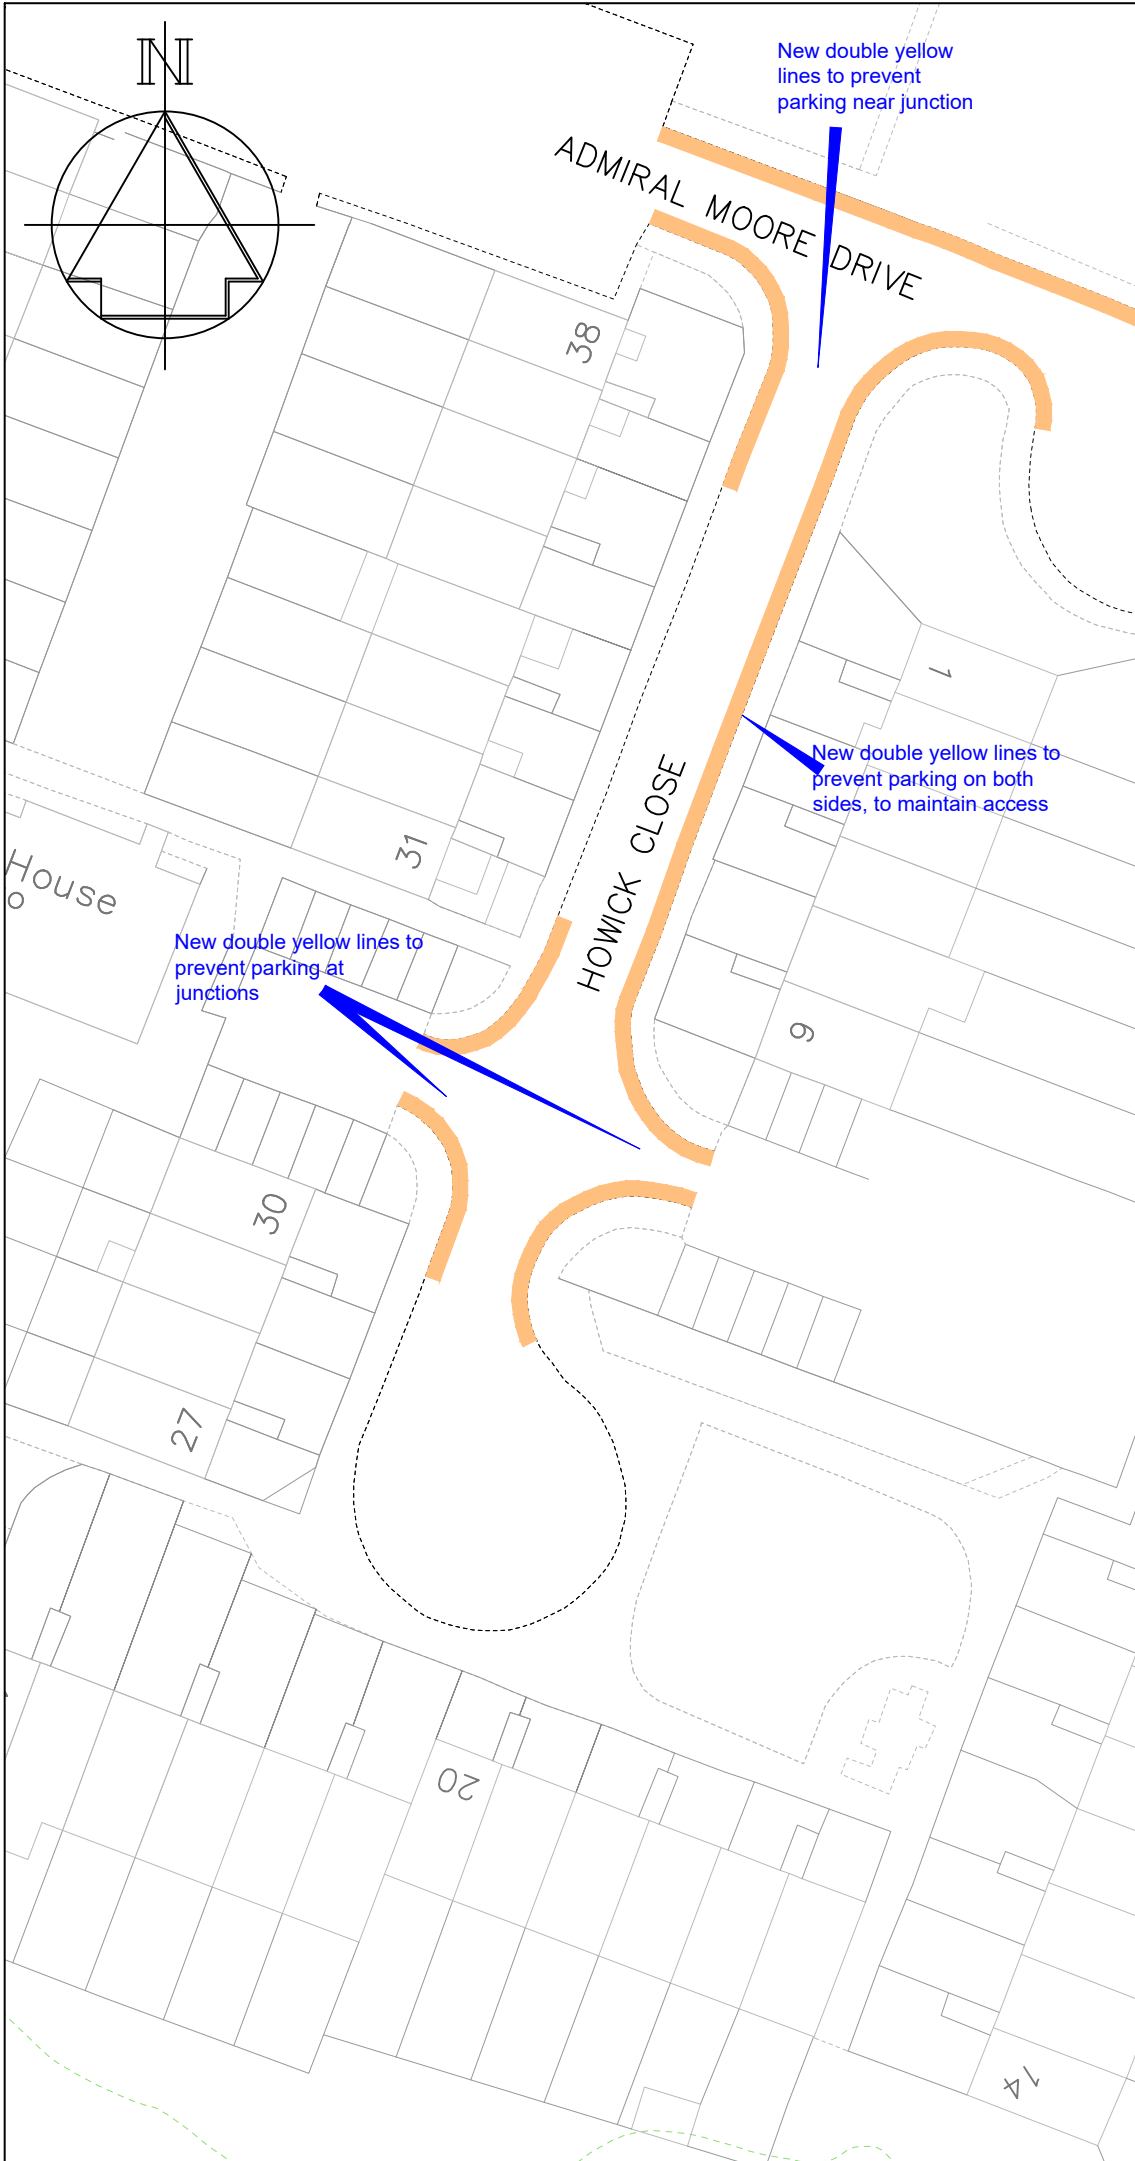 N
New double yellow
lines to prevent
parking near junction
ADMIRAL MOORE DRIVE
38
1
New double yellow lines to
prevent parking on both
sides, to maintain access
HOWICK CLOSE
31
House
New double yellow lines to
prevent parking at
junctions
9
30
27
20
14